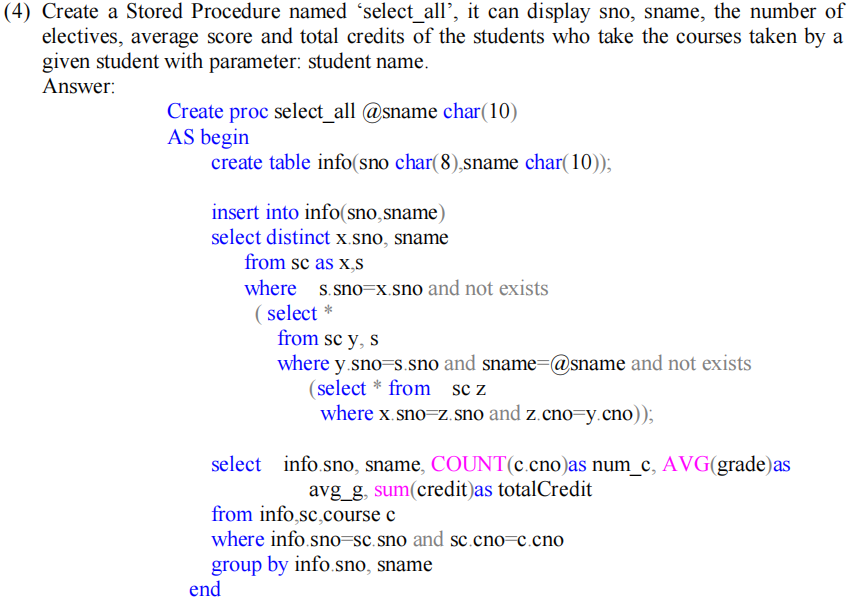 (4) Create a Stored Procedure named ‘select_all’, it can display sno, sname, the number of
electives, average score and total credits of the students who take the courses taken by a
given student with parameter: student name.
Answer:
Create proc select_all @sname char(10)
AS begin
create table info(sno char(8),sname char(10));
insert into info(sno,sname)
select distinct x.sno, sname
from sc as x,s
where s.sno=x.sno and not exists
( select *
from sc y, s
where y.sno=s.sno and sname=@sname and not exists
(select * from sc z
where x.sno=z.sno and z.cno=y.cno));
select info.sno, sname, COUNT(c.cno)as num_c, AVG(grade)as
avg_g, sum(credit)as totalCredit
from info,sc,course c
where info.sno=sc.sno and sc.cno=c.cno
group by info.sno, sname
end